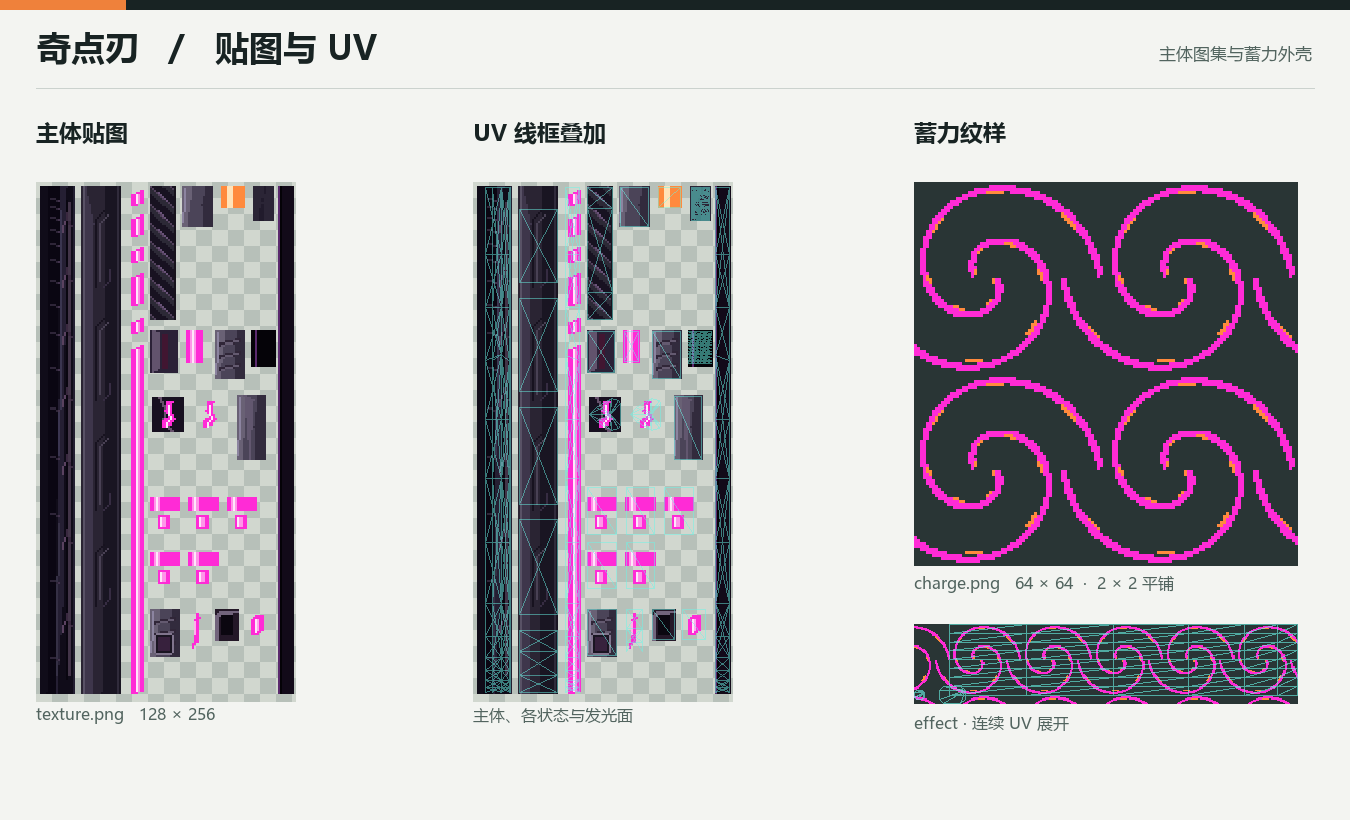 奇点刃 / 贴图与 UV
主体图集与蓄力外壳
主体贴图
UV 线框叠加
蓄力纹样
texture.png 128 × 256
主体、各状态与发光面
charge.png 64 × 64 · 2 × 2 平铺
effect · 连续 UV 展开